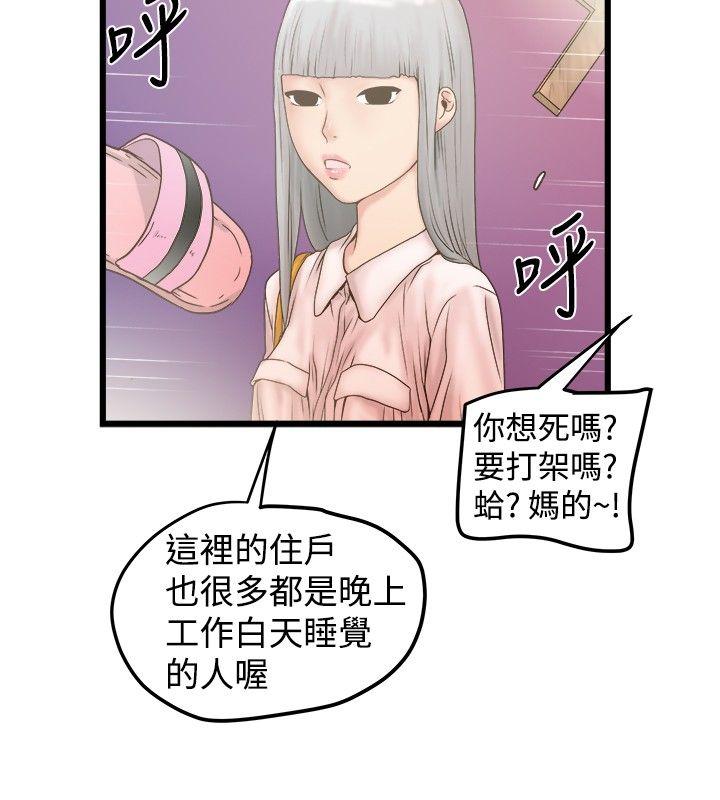 呼
呼
你想死嗎?
要打架嗎?
蛤? 媽的~!
這裡的住戶
也很多都是晚上
工作白天睡覺
的人喔